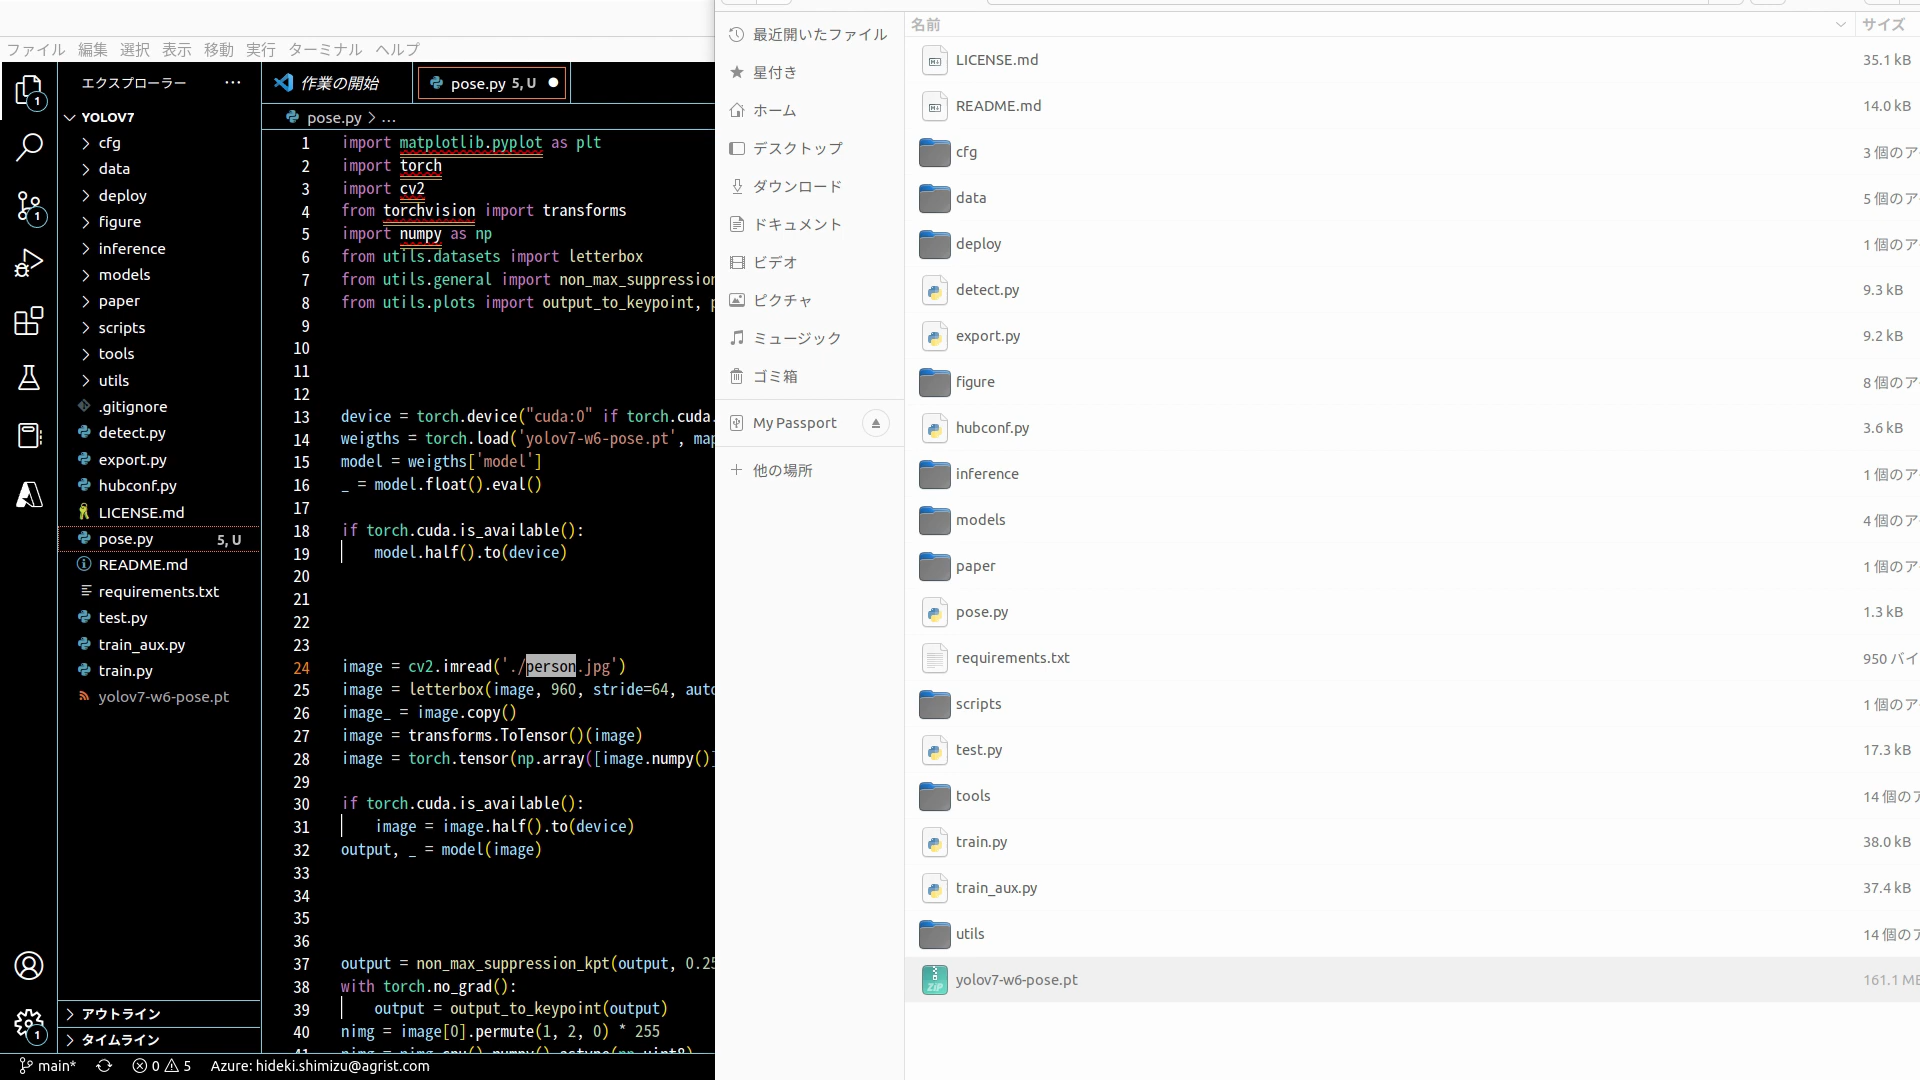 ファイル 編集 選択 表示 移動 実行 ターミナル ヘルプ
エクスプローラー ...
YOLOV7
cfg
data
deploy
figure
inference
models
paper
scripts
tools
utils
.gitignore
detect.py
export.py
hubconf.py
LICENSE.md
pose.py 5, U
README.md
requirements.txt
test.py
train_aux.py
train.py
yolov7-w6-pose.pt
アウトライン
タイムライン
1
1
1
main* 0 5 Azure: hideki.shimizu@agrist.com
作業の開始 pose.py 5, U
pose.py > ...
1 import matplotlib.pyplot as plt
2 import torch
3 import cv2
4 from torchvision import transforms
5 import numpy as np
6 from utils.datasets import letterbox
7 from utils.general import non_max_suppression
8 from utils.plots import output_to_keypoint, p
9
10
11
12
13 device = torch.device("cuda:0" if torch.cuda.
14 weigths = torch.load('yolov7-w6-pose.pt', map
15 model = weigths['model']
16 _ = model.float().eval()
17
18 if torch.cuda.is_available():
19 model.half().to(device)
20
21
22
23
24 image = cv2.imread('./person.jpg')
25 image = letterbox(image, 960, stride=64, auto
26 image_ = image.copy()
27 image = transforms.ToTensor()(image)
28 image = torch.tensor(np.array([image.numpy()]
29
30 if torch.cuda.is_available():
31 image = image.half().to(device)
32 output, _ = model(image)
33
34
35
36
37 output = non_max_suppression_kpt(output, 0.25
38 with torch.no_grad():
39 output = output_to_keypoint(output)
40 nimg = image[0].permute(1, 2, 0) * 255
41 nimg = nimg.cpu().numpy().astype(np.uint8)
最近開いたファイル
星付き
ホーム
デスクトップ
ダウンロード
ドキュメント
ビデオ
ピクチャ
ミュージック
ゴミ箱
My Passport
他の場所
名前 サイズ
LICENSE.md 35.1 kB
README.md 14.0 kB
cfg 3 個のア
data 5 個のア
deploy 1 個のア
detect.py 9.3 kB
export.py 9.2 kB
figure 8 個のア
hubconf.py 3.6 kB
inference 1 個のア
models 4 個のア
paper 1 個のア
pose.py 1.3 kB
requirements.txt 950 バイ
scripts 1 個のア
test.py 17.3 kB
tools 14 個のア
train.py 38.0 kB
train_aux.py 37.4 kB
utils 14 個のア
yolov7-w6-pose.pt 161.1 MB